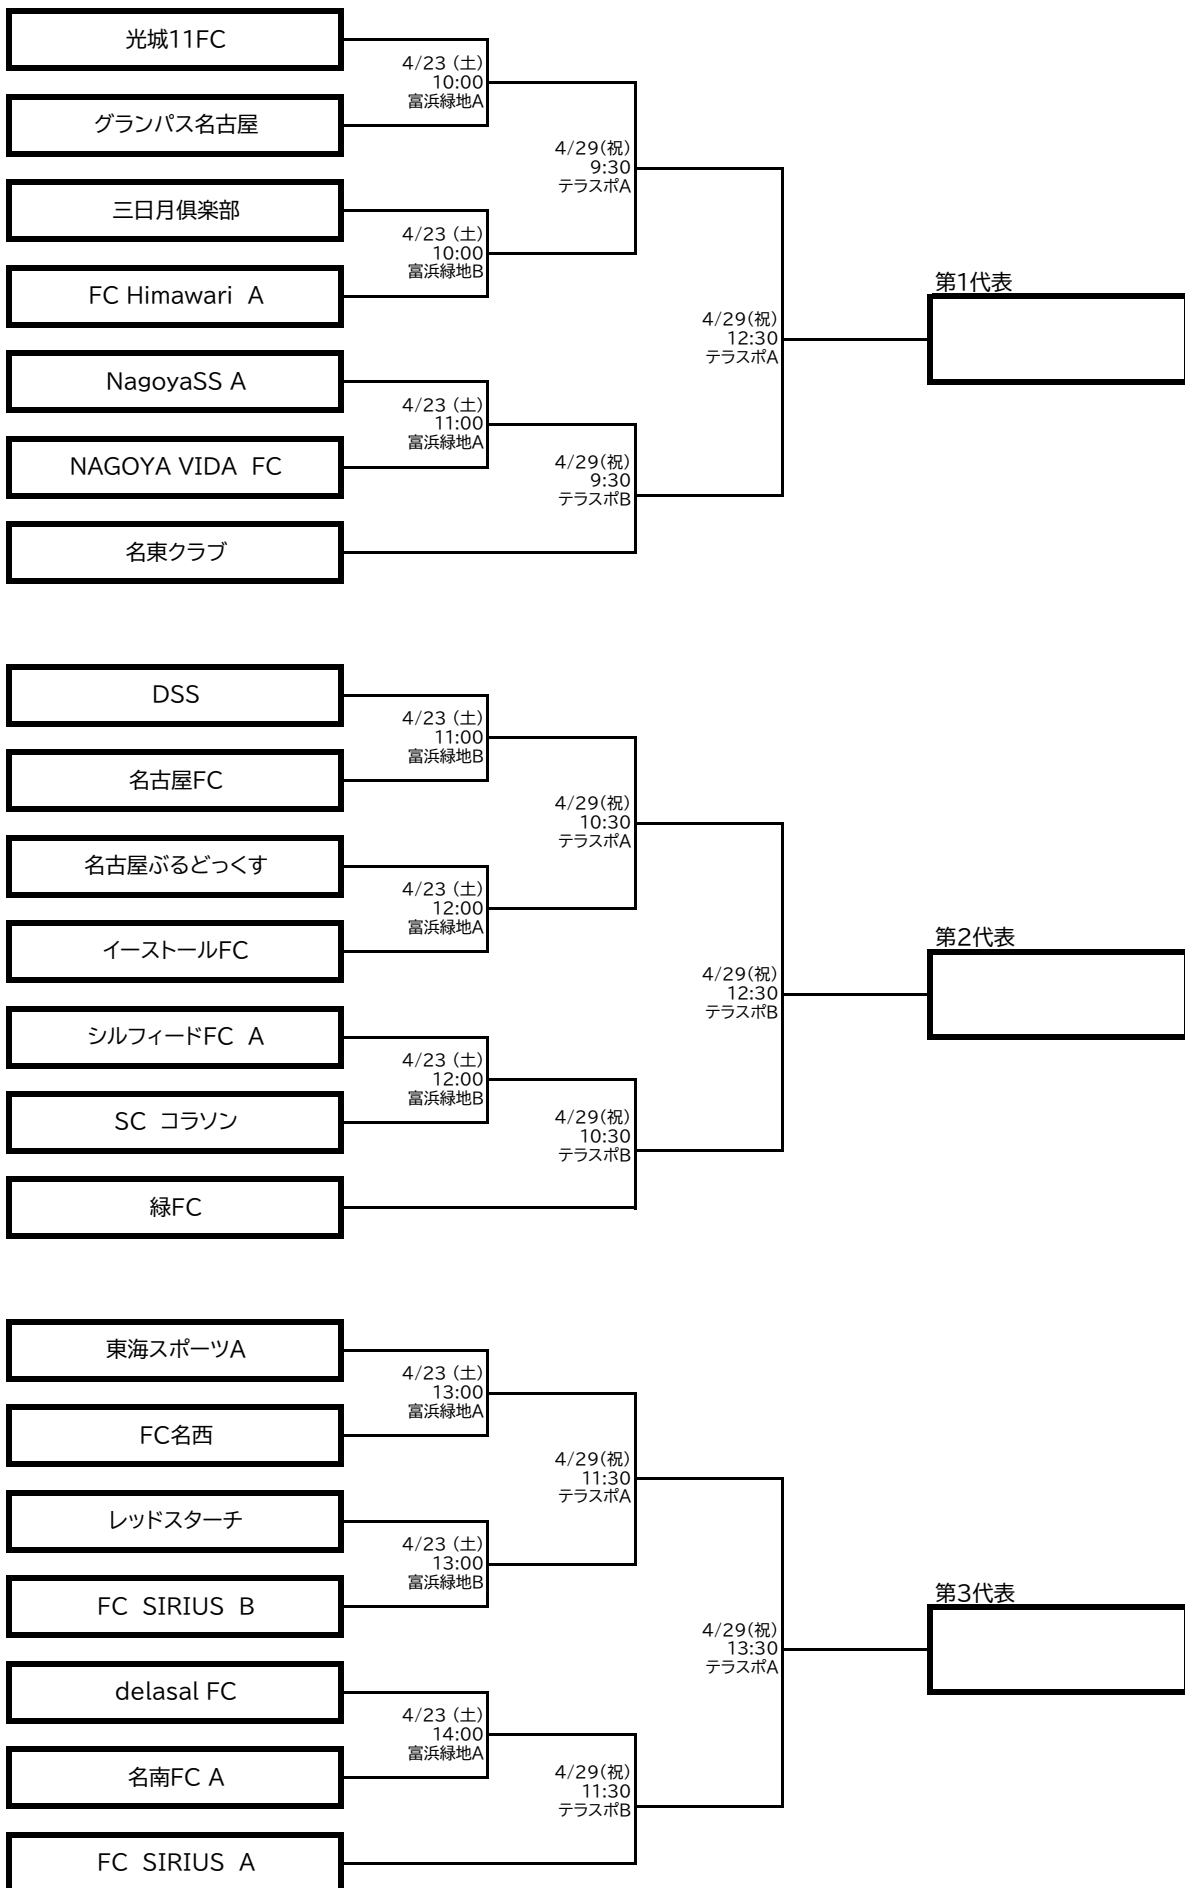 光城11FC
4/23 (土)
10:00
富浜緑地A
グランパス名古屋
4/29(祝)
9:30
テラスポA
三日月俱楽部
4/23 (土)
10:00
富浜緑地B
FC Himawari A
第1代表
4/29(祝)
12:30
テラスポA
NagoyaSS A
4/23 (土)
11:00
富浜緑地A
NAGOYA VIDA FC
4/29(祝)
9:30
テラスポB
名東クラブ
DSS
4/23 (土)
11:00
富浜緑地B
名古屋FC
4/29(祝)
10:30
テラスポA
名古屋ぶるどっくす
4/23 (土)
12:00
富浜緑地A
イーストールFC
第2代表
4/29(祝)
12:30
テラスポB
シルフィードFC A
4/23 (土)
12:00
富浜緑地B
SC コラソン
4/29(祝)
10:30
テラスポB
緑FC
東海スポーツA
4/23 (土)
13:00
富浜緑地A
FC名西
4/29(祝)
11:30
テラスポA
レッドスターチ
4/23 (土)
13:00
富浜緑地B
FC SIRIUS B
第3代表
4/29(祝)
13:30
テラスポA
delasal FC
4/23 (土)
14:00
富浜緑地A
名南FC A
4/29(祝)
11:30
テラスポB
FC SIRIUS A